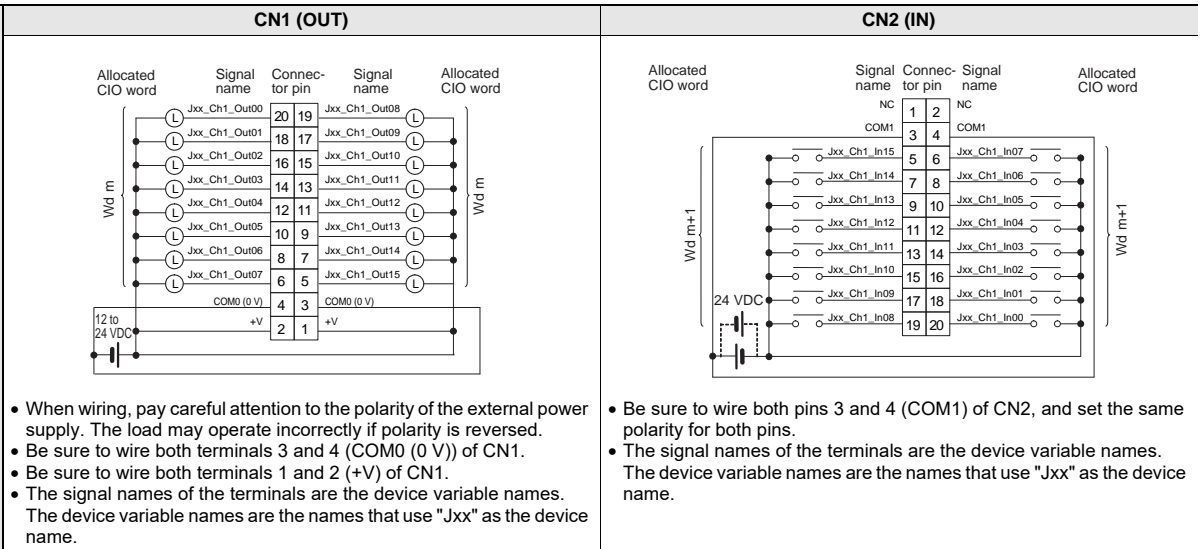 CN1 (OUT)
Allocated CIO word
Signal name
Connec-tor pin
Signal name
Allocated CIO word
Jxx_Ch1_Out00 20 19 Jxx_Ch1_Out08
Jxx_Ch1_Out01 18 17 Jxx_Ch1_Out09
Jxx_Ch1_Out02 16 15 Jxx_Ch1_Out10
Jxx_Ch1_Out03 14 13 Jxx_Ch1_Out11
Jxx_Ch1_Out04 12 11 Jxx_Ch1_Out12
Jxx_Ch1_Out05 10 9 Jxx_Ch1_Out13
Jxx_Ch1_Out06 8 7 Jxx_Ch1_Out14
Jxx_Ch1_Out07 6 5 Jxx_Ch1_Out15
COM0 (0 V) 4 3 COM0 (0 V)
+V 2 1 +V
L L
L L
L L
L L
L L
L L
L L
L L
Wd m
Wd m
12 to
24 VDC
• When wiring, pay careful attention to the polarity of the external power
supply. The load may operate incorrectly if polarity is reversed.
• Be sure to wire both terminals 3 and 4 (COM0 (0 V)) of CN1.
• Be sure to wire both terminals 1 and 2 (+V) of CN1.
• The signal names of the terminals are the device variable names.
The device variable names are the names that use "Jxx" as the device
name.
CN2 (IN)
Allocated CIO word
Signal name
Connec-tor pin
Signal name
Allocated CIO word
NC 1 2 NC
COM1 3 4 COM1
Jxx_Ch1_In15 5 6 Jxx_Ch1_In07
Jxx_Ch1_In14 7 8 Jxx_Ch1_In06
Jxx_Ch1_In13 9 10 Jxx_Ch1_In05
Jxx_Ch1_In12 11 12 Jxx_Ch1_In04
Jxx_Ch1_In11 13 14 Jxx_Ch1_In03
Jxx_Ch1_In10 15 16 Jxx_Ch1_In02
Jxx_Ch1_In09 17 18 Jxx_Ch1_In01
Jxx_Ch1_In08 19 20 Jxx_Ch1_In00
Wd m+1
Wd m+1
24 VDC
• Be sure to wire both pins 3 and 4 (COM1) of CN2, and set the same
polarity for both pins.
• The signal names of the terminals are the device variable names.
The device variable names are the names that use "Jxx" as the device
name.